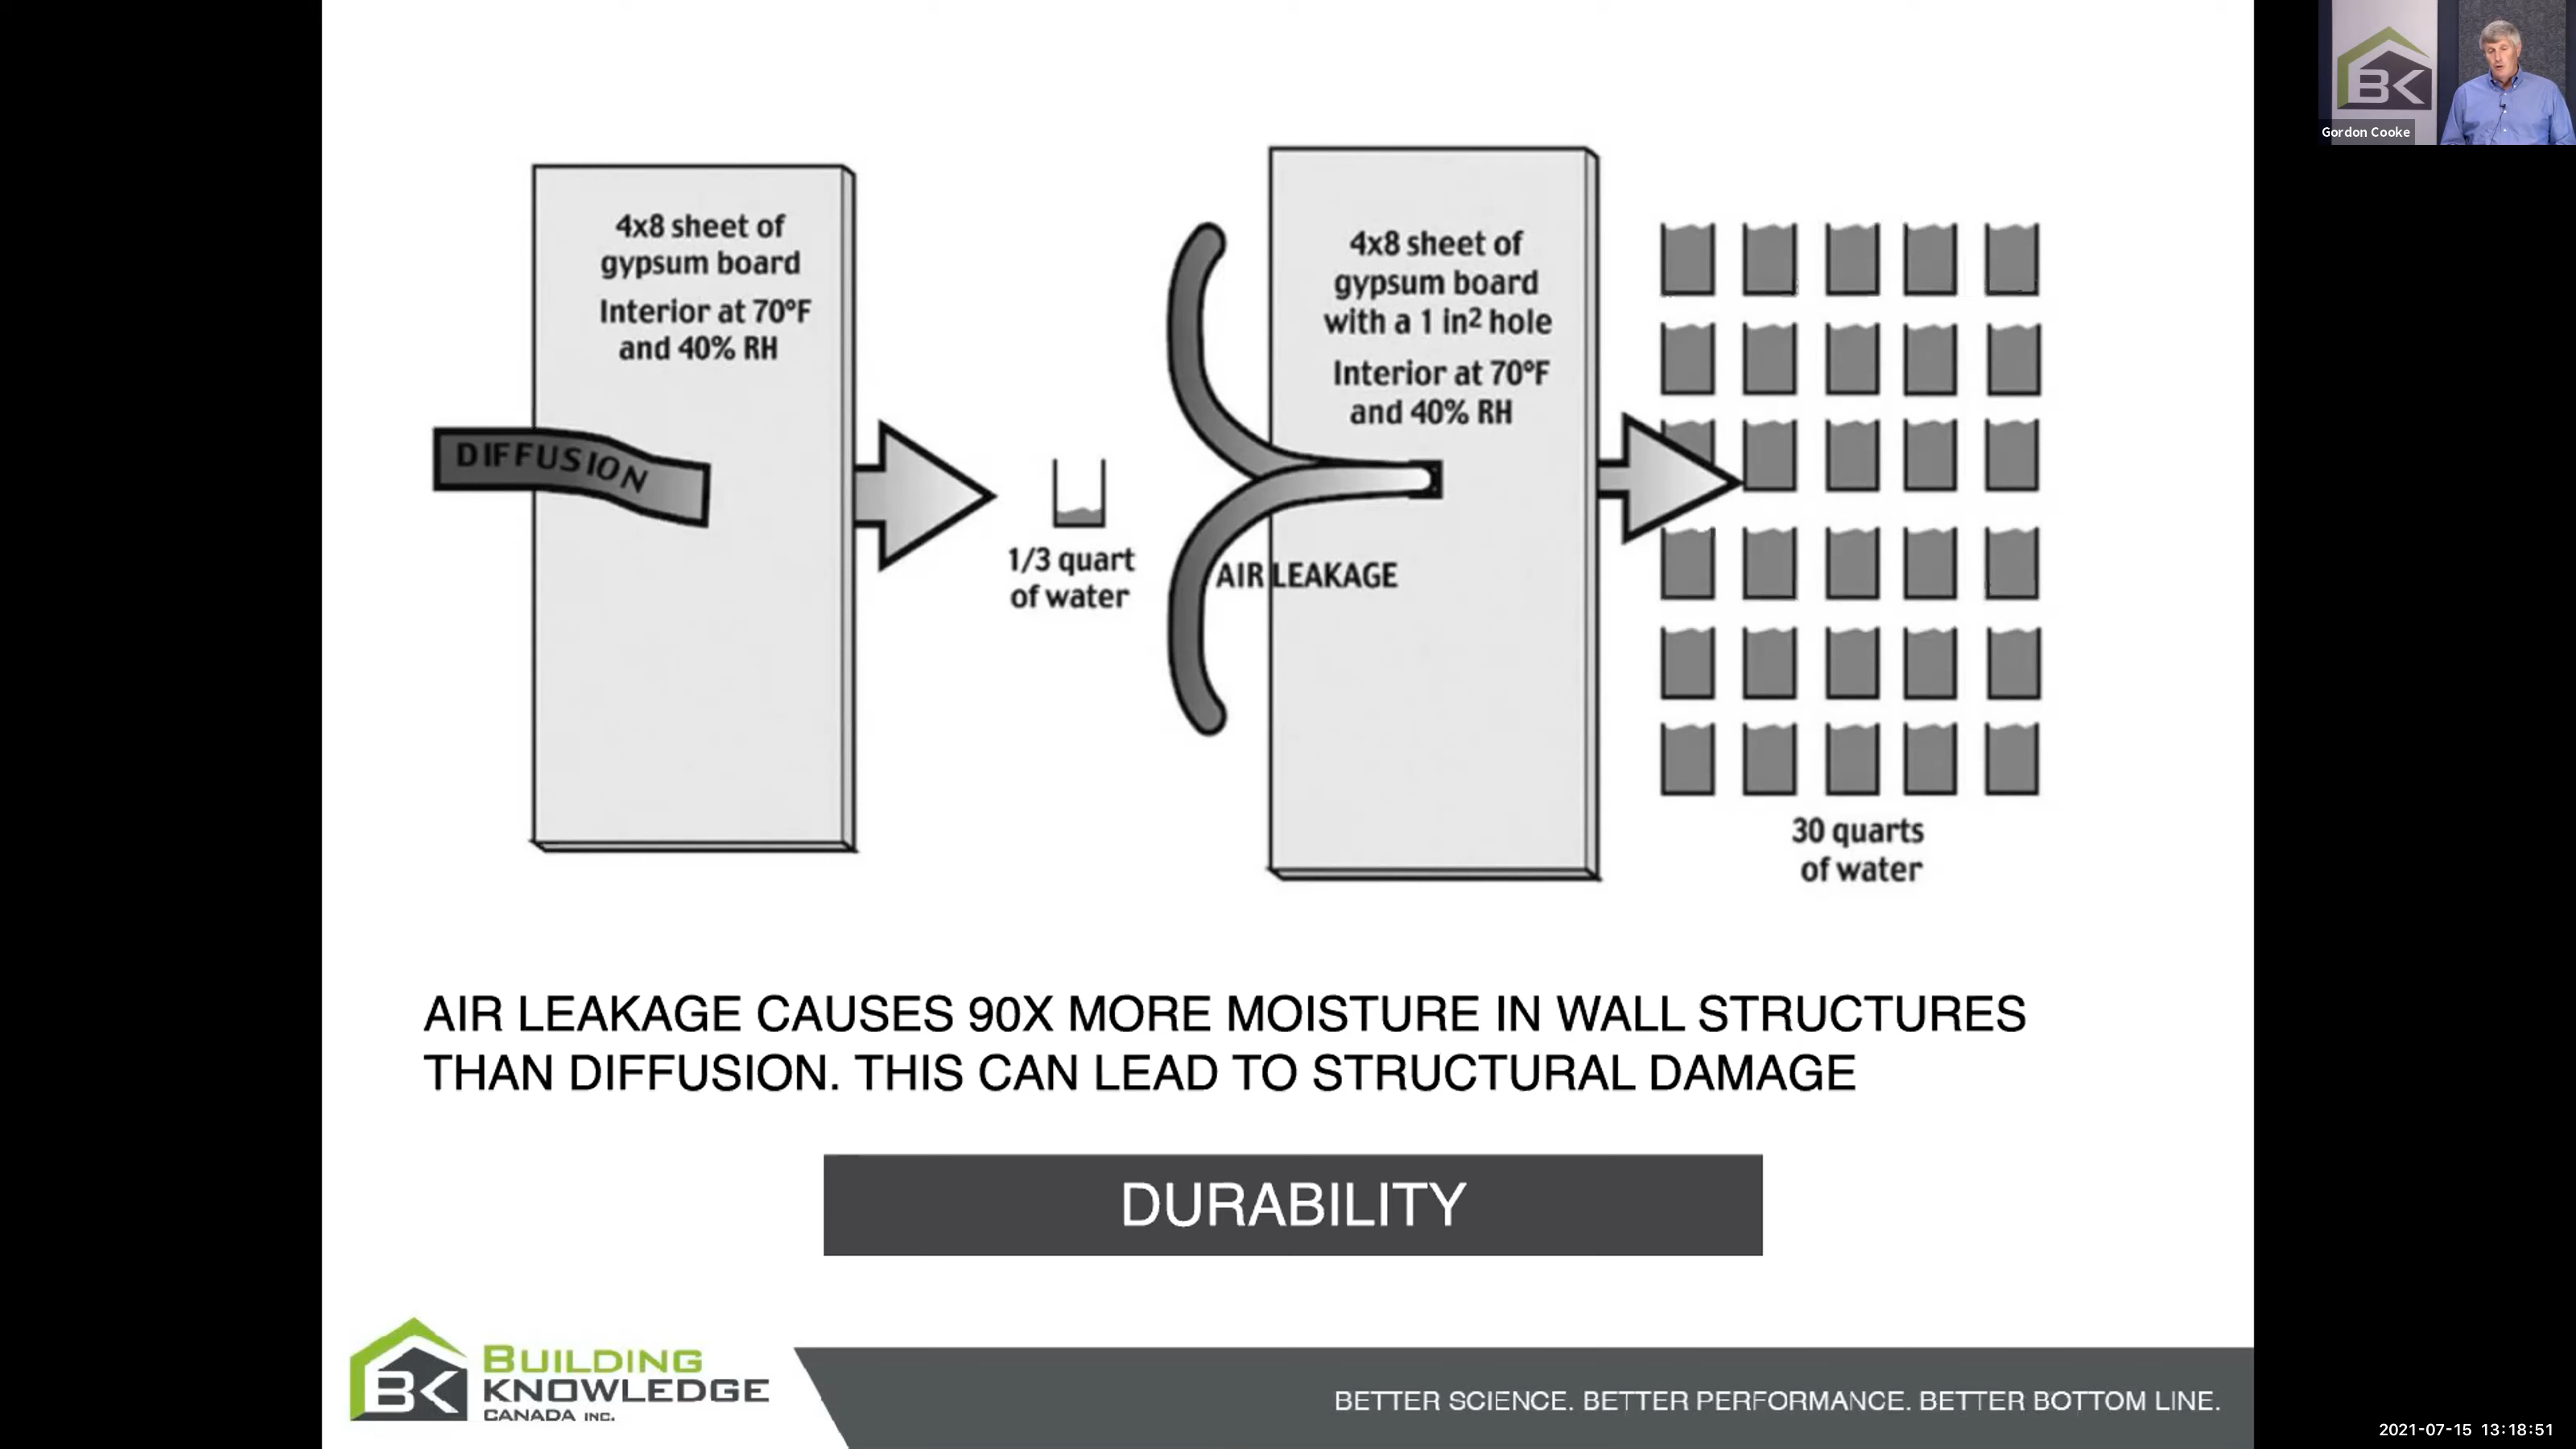 4x8 sheet of
gypsum board
Interior at 70°F
and 40% RH
DIFFUSION
1/3 quart
of water
4x8 sheet of
gypsum board
with a 1 in2 hole
Interior at 70°F
and 40% RH
AIR LEAKAGE
30 quarts
of water
AIR LEAKAGE CAUSES 90X MORE MOISTURE IN WALL STRUCTURES
THAN DIFFUSION. THIS CAN LEAD TO STRUCTURAL DAMAGE
DURABILITY
BK
BUILDING
KNOWLEDGE
CANADA INC.
BETTER SCIENCE. BETTER PERFORMANCE. BETTER BOTTOM LINE.
BK
Gordon Cooke
2021-07-15 13:18:51